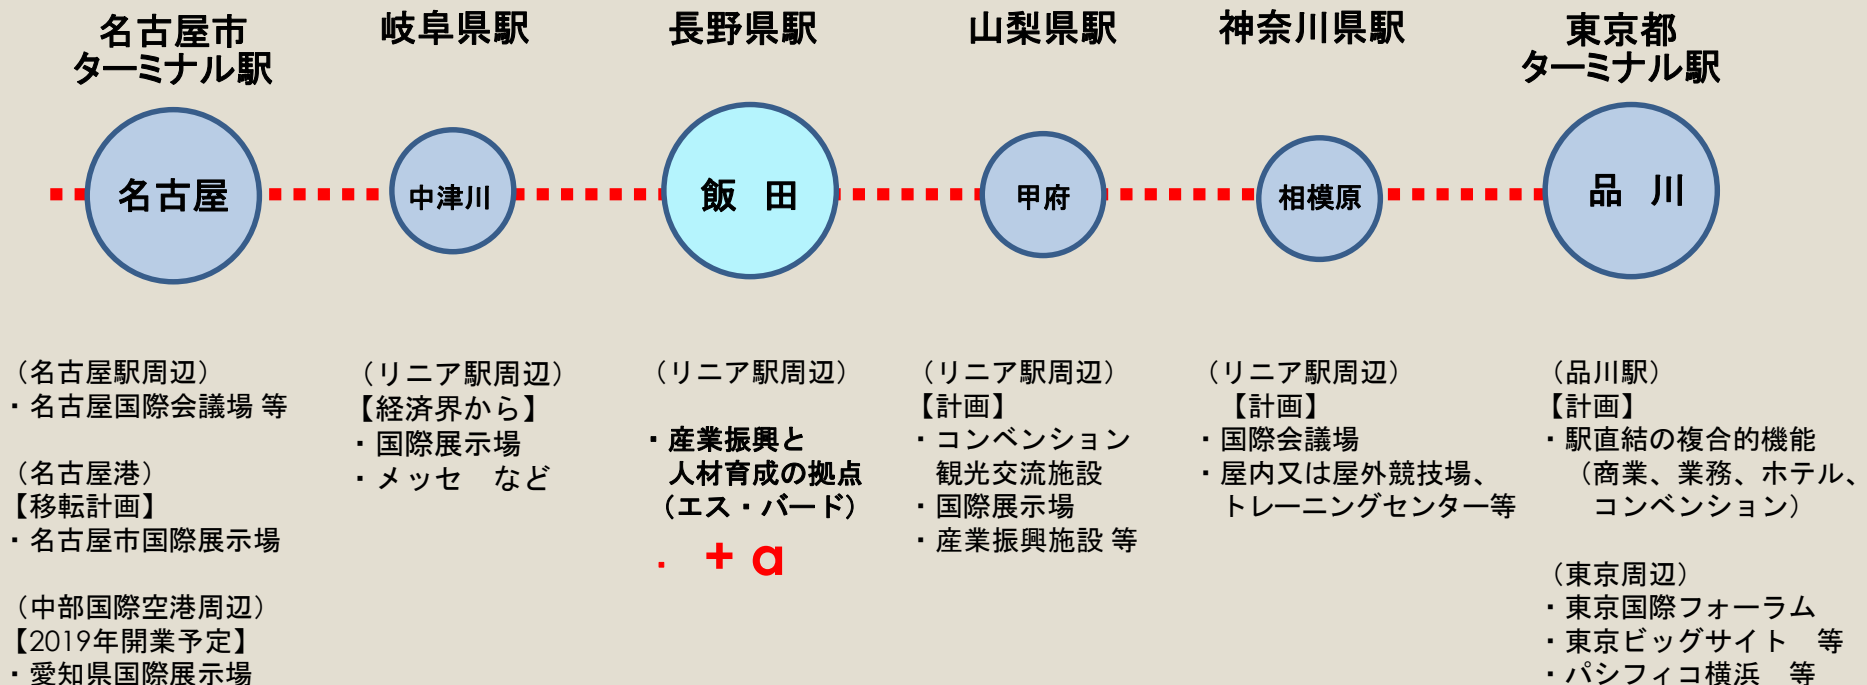 名古屋市
ターミナル駅
岐阜県駅
長野県駅
山梨県駅
神奈川県駅
東京都
ターミナル駅
名古屋
中津川
飯 田
甲府
相模原
品 川
（名古屋駅周辺）
・名古屋国際会議場 等
（名古屋港）
【移転計画】
・名古屋市国際展示場
（中部国際空港周辺）
【2019年開業予定】
・愛知県国際展示場
（リニア駅周辺）
【経済界から】
・国際展示場
・メッセ など
（リニア駅周辺）
・産業振興と
人材育成の拠点
（エス・バード）
・ ＋α
（リニア駅周辺）
【計画】
・コンベンション
観光交流施設
・国際展示場
・産業振興施設 等
（リニア駅周辺）
【計画】
・国際会議場
・屋内又は屋外競技場、
トレーニングセンター等
（品川駅）
【計画】
・駅直結の複合的機能
（商業、業務、ホテル、
コンベンション）
（東京周辺）
・東京国際フォーラム
・東京ビッグサイト 等
・パシフィコ横浜 等